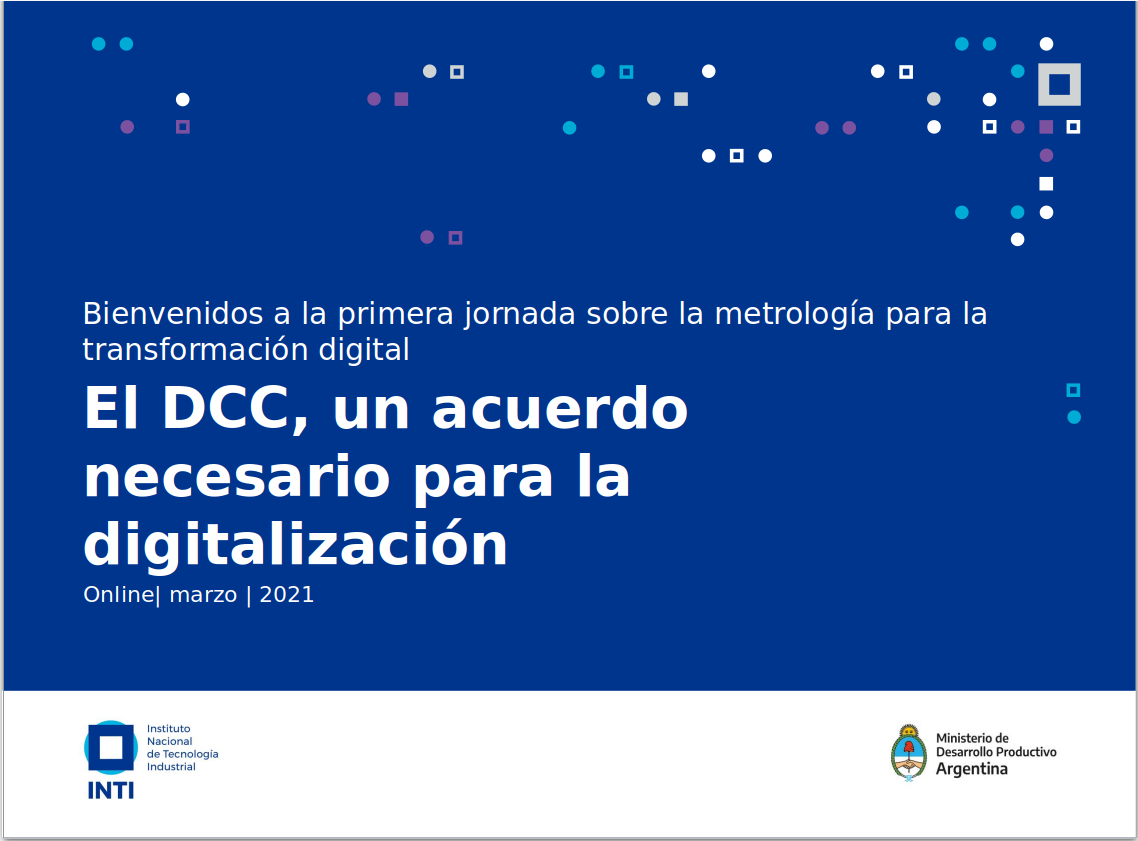 Bienvenidos a la primera jornada sobre la metrología para la
transformación digital
El DCC, un acuerdo
necesario para la
digitalización
Online| marzo | 2021
Instituto
Nacional
de Tecnología
Industrial
INTI
Ministerio de
Desarrollo Productivo
Argentina